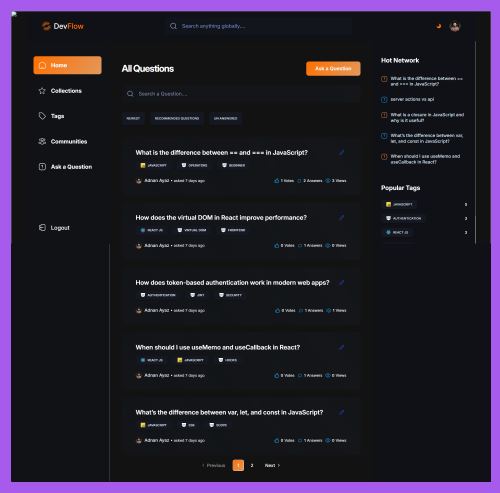 DevFlow
Search anything globally...
Home
Collections
Tags
Communities
Ask a Question
Logout
All Questions
Ask a Question
Search a Question...
NEWEST
RECOMMENDED QUESTIONS
UNANSWERED
What is the difference between == and === in JavaScript?
JAVASCRIPT
OPERATORS
BEGINNER
Adnan Ayaz • asked 7 days ago
1 Votes 2 Answers 3 Views
How does the virtual DOM in React improve performance?
REACT JS
VIRTUAL DOM
FRONTEND
Adnan Ayaz • asked 7 days ago
0 Votes 1 Answers 2 Views
How does token-based authentication work in modern web apps?
AUTHENTICATION
JWT
SECURITY
Adnan Ayaz • asked 7 days ago
0 Votes 1 Answers 1 Views
When should I use useMemo and useCallback in React?
REACT JS
JAVASCRIPT
HOOKS
Adnan Ayaz • asked 7 days ago
0 Votes 1 Answers 2 Views
What's the difference between var, let, and const in JavaScript?
JAVASCRIPT
ES6
SCOPE
Adnan Ayaz • asked 7 days ago
0 Votes 1 Answers 1 Views
Previous 1 2 Next
Hot Network
What is the difference between ==
and === in JavaScript?
server actions vs api
What is a closure in JavaScript and
why is it useful?
What's the difference between var,
let, and const in JavaScript?
When should I use useMemo and
useCallback in React?
Popular Tags
JAVASCRIPT 5
AUTHENTICATION 3
REACT JS 3